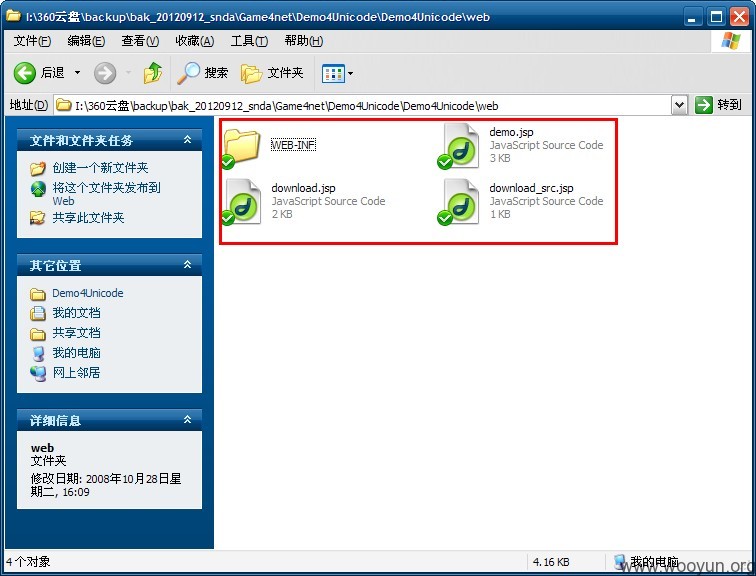 I:\360云盘\backup\bak_20120912_snda\Game4net\Demo4Unicode\Demo4Unicode\web
文件(F) 编辑(E) 查看(V) 收藏(A) 工具(T) 帮助(H)
后退 搜索 文件夹
地址(D) I:\360云盘\backup\bak_20120912_snda\Game4net\Demo4Unicode\Demo4Unicode\web 转到
文件和文件夹任务
创建一个新文件夹
将这个文件夹发布到
Web
共享此文件夹
其它位置
Demo4Unicode
我的文档
共享文档
我的电脑
网上邻居
详细信息
web
文件夹
修改日期: 2008年10月28日星
期二, 16:09
WEB-INF
demo.jsp
JavaScript Source Code
3 KB
download.jsp
JavaScript Source Code
2 KB
download_src.jsp
JavaScript Source Code
1 KB
4 个对象 4.16 KB 我的电脑
www.wooyun.org